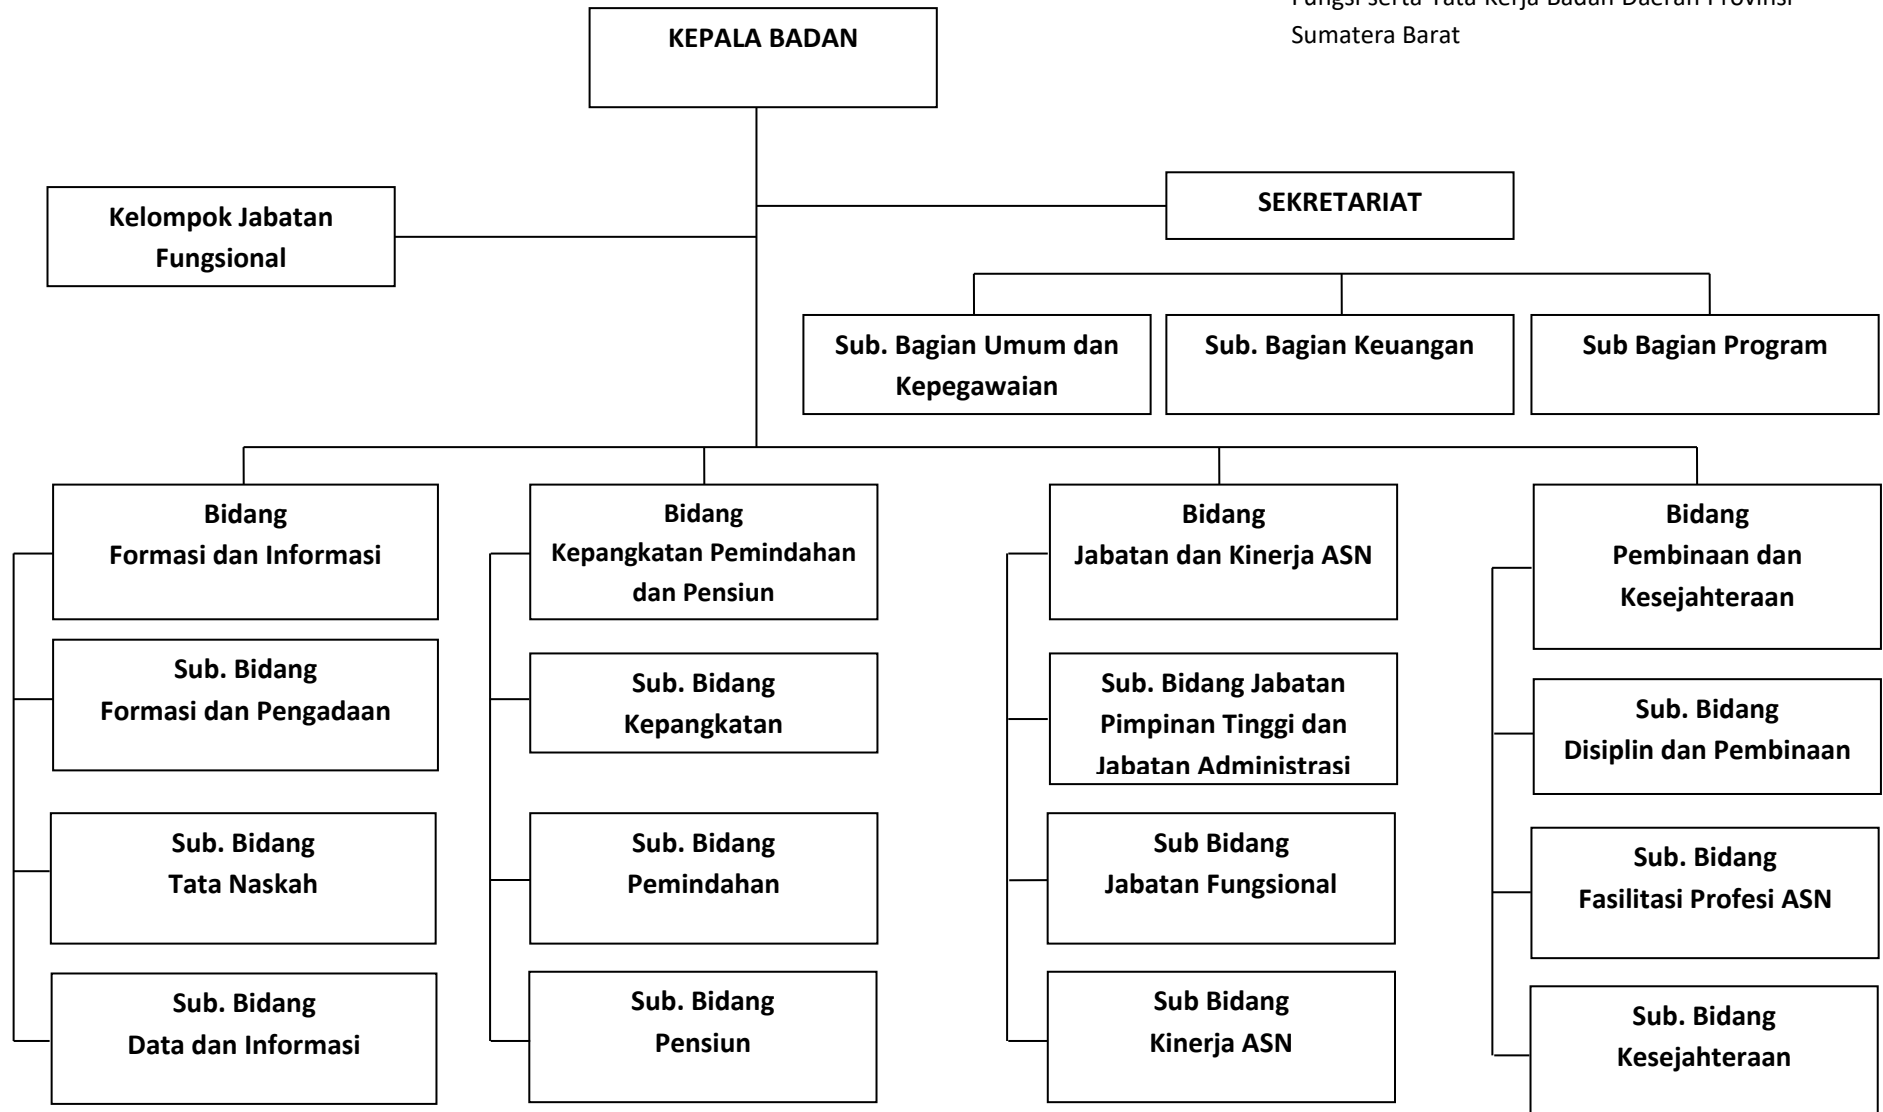 Fungsi serta Tata Kerja Badan Daerah Provinsi
Sumatera Barat
KEPALA BADAN
SEKRETARIAT
Kelompok Jabatan
Fungsional
Sub. Bagian Umum dan
Kepegawaian
Sub. Bagian Keuangan
Sub Bagian Program
Bidang
Formasi dan Informasi
Sub. Bidang
Formasi dan Pengadaan
Sub. Bidang
Tata Naskah
Sub. Bidang
Data dan Informasi
Bidang
Kepangkatan Pemindahan
dan Pensiun
Sub. Bidang
Kepangkatan
Sub. Bidang
Pemindahan
Sub. Bidang
Pensiun
Bidang
Jabatan dan Kinerja ASN
Sub. Bidang Jabatan
Pimpinan Tinggi dan
Jabatan Administrasi
Sub Bidang
Jabatan Fungsional
Sub Bidang
Kinerja ASN
Bidang
Pembinaan dan
Kesejahteraan
Sub. Bidang
Disiplin dan Pembinaan
Sub. Bidang
Fasilitasi Profesi ASN
Sub. Bidang
Kesejahteraan